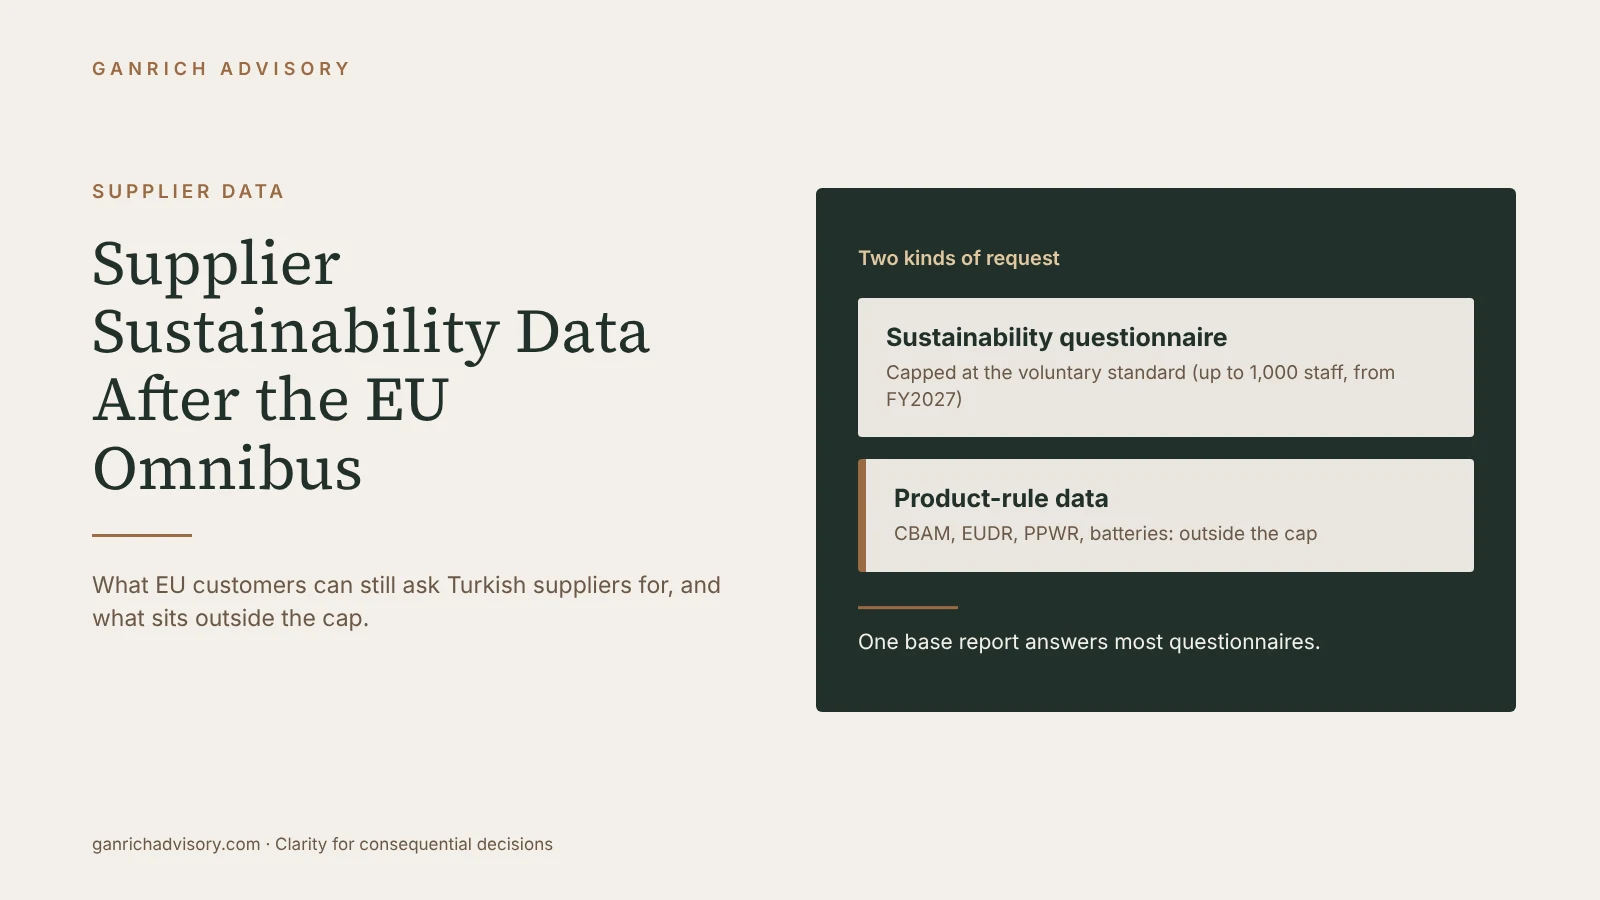 GANRICH ADVISORY
SUPPLIER DATA
Supplier
Sustainability Data
After the EU
Omnibus
What EU customers can still ask Turkish suppliers for, and
what sits outside the cap.
Two kinds of request
Sustainability questionnaire
Capped at the voluntary standard (up to 1,000 staff, from
FY2027)
Product-rule data
CBAM, EUDR, PPWR, batteries: outside the cap
One base report answers most questionnaires.
ganrichadvisory.com · Clarity for consequential decisions